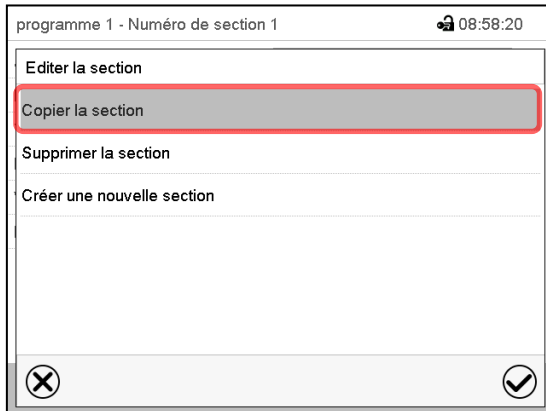 programme 1 - Numéro de section 1 08:58:20
Editer la section
Copier la section
Supprimer la section
Créer une nouvelle section